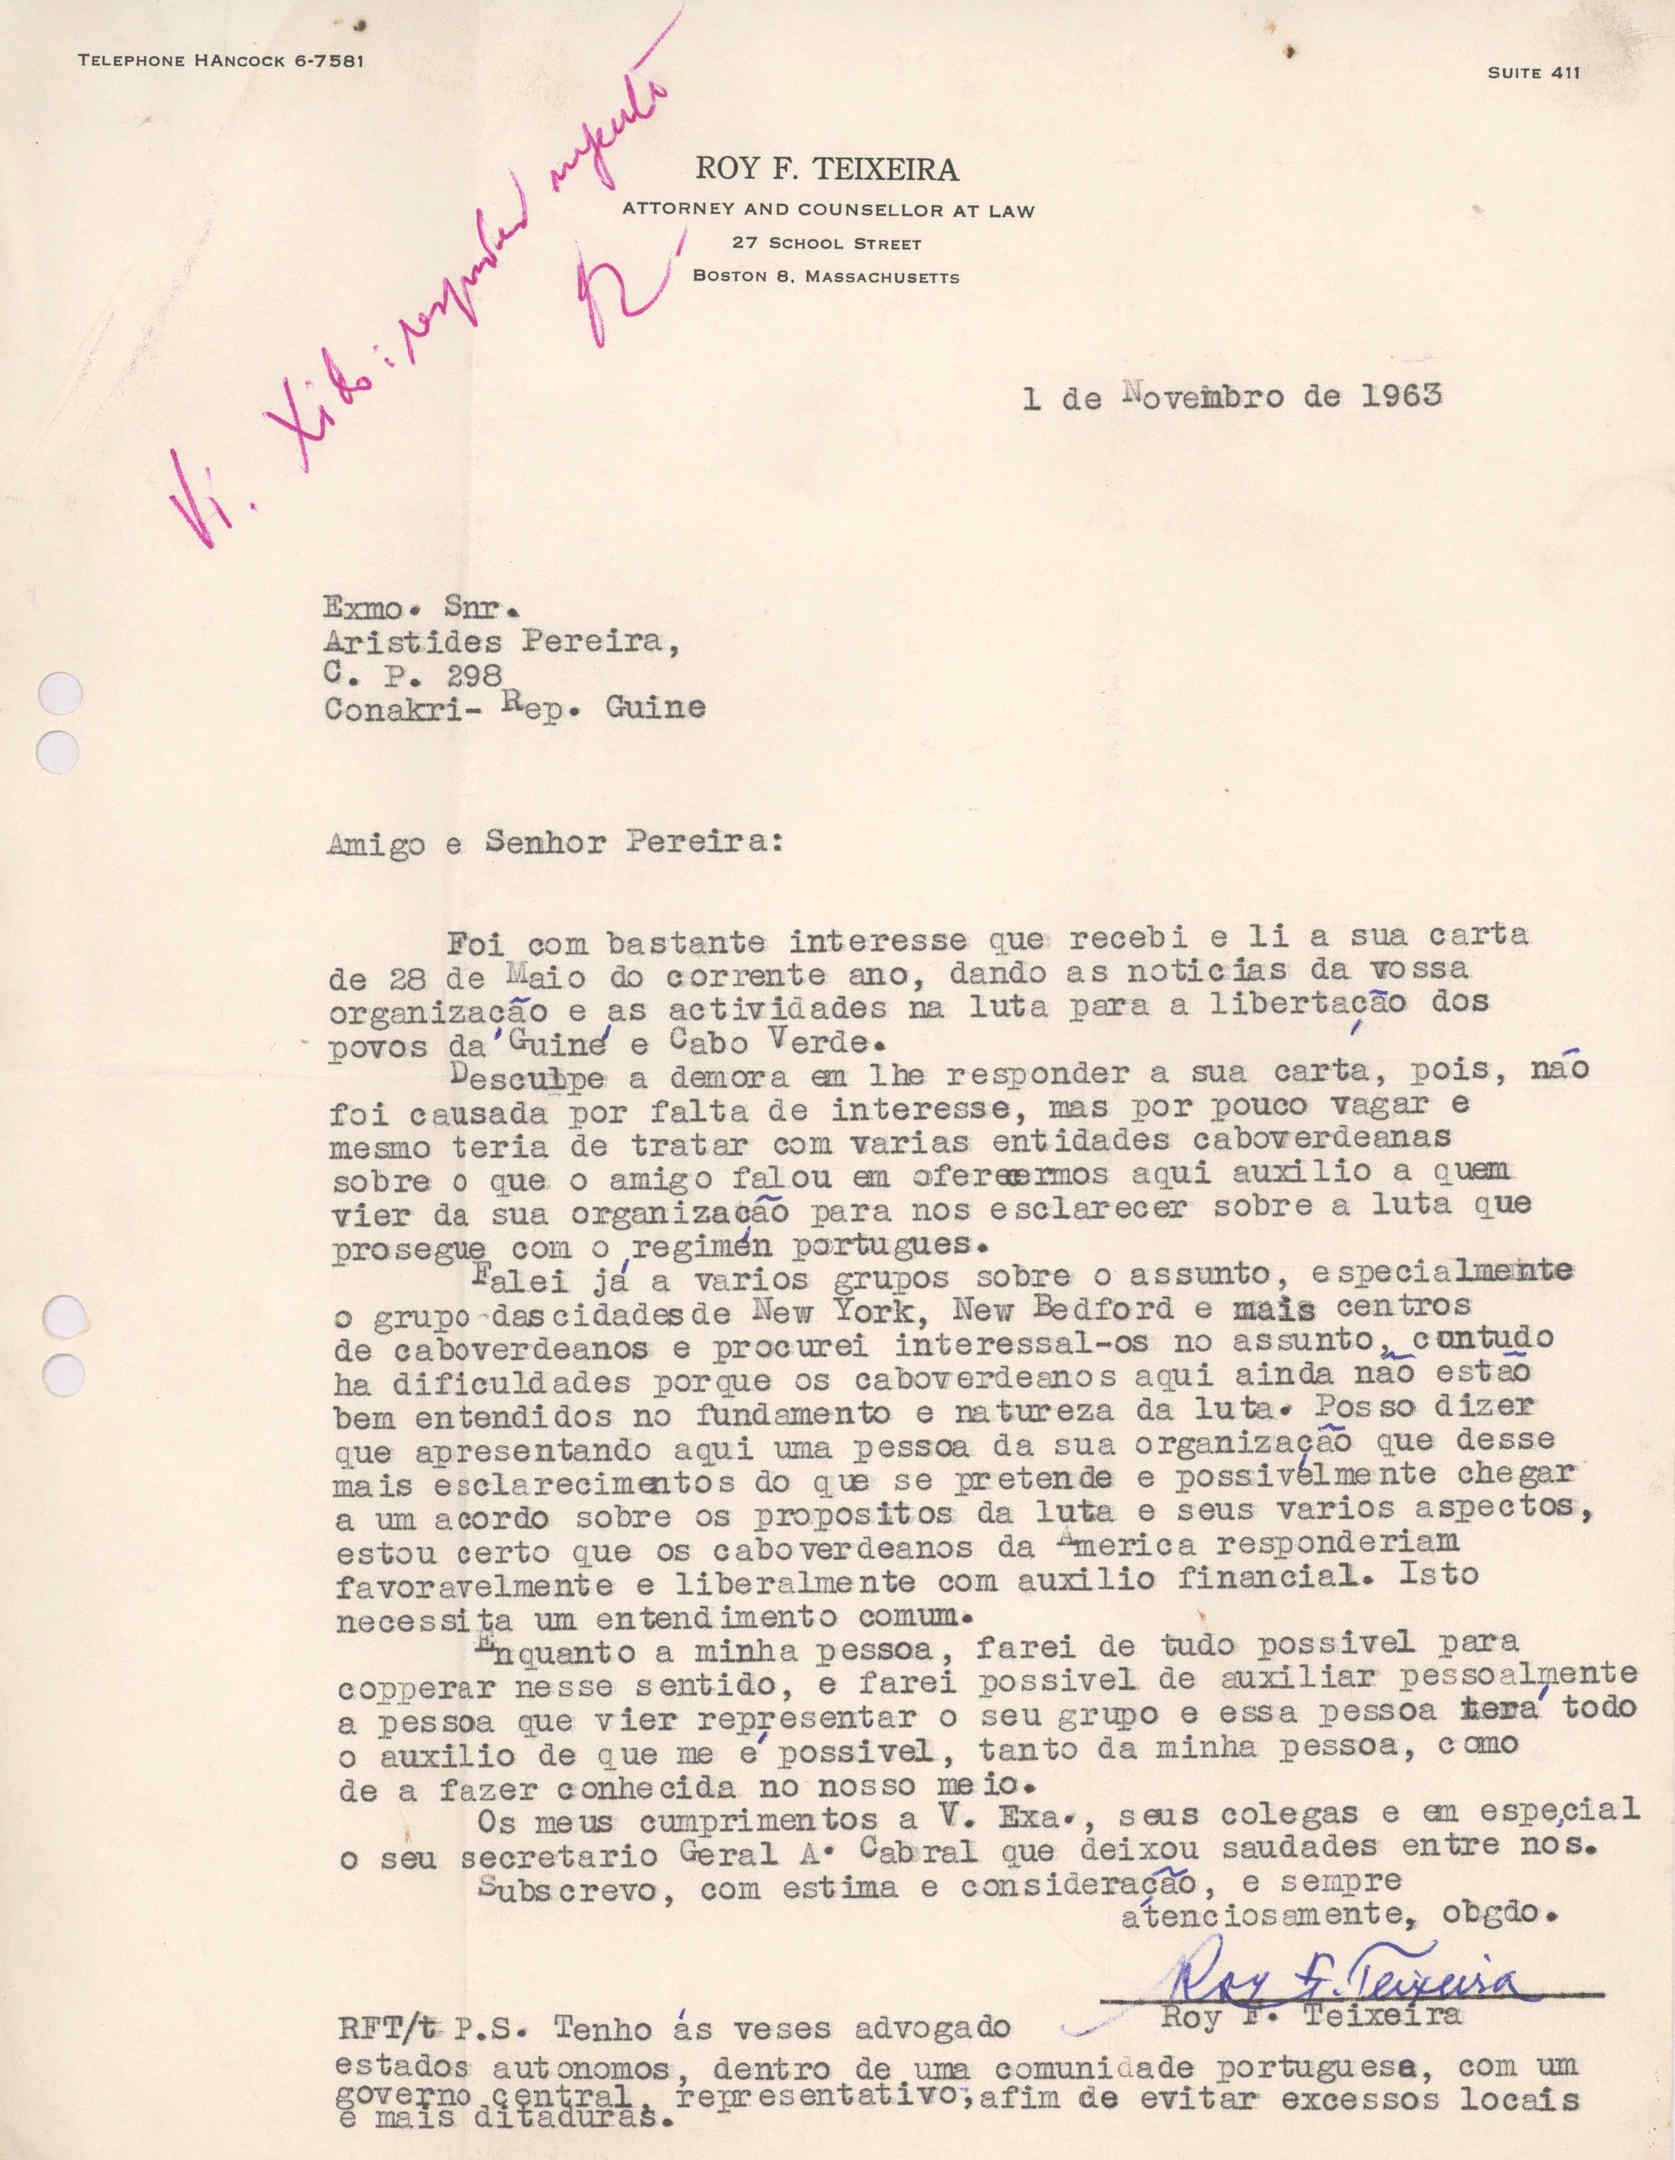 TELEPHONE HANCOCK 6-7581
SUITE 411
ROY F. TEIXEIRA
ATTORNEY AND COUNSELLOR AT LAW
27 SCHOOL STREET
BOSTON 8, MASSACHUSETTS
Vi. Xido: responder urgente
1 de Novembro de 1963
Exmo. Snr.
Aristides Pereira,
C. P. 298
Conakri- Rep. Guine
Amigo e Senhor Pereira:
Foi com bastante interesse que recebi e li a sua carta
de 28 de Maio do corrente ano, dando as noticias da vossa
organização e as actividades na luta para a libertação dos
povos da Guiné e Cabo Verde.
Desculpe a demora em lhe responder a sua carta, pois, não
foi causada por falta de interesse, mas por pouco vagar e
mesmo teria de tratar com varias entidades caboverdeanas
sobre o que o amigo falou em oferecermos aqui auxilio a quem
vier da sua organização para nos esclarecer sobre a luta que
prosegue com o regimén portugues.
Falei já a varios grupos sobre o assunto, especialmente
o grupo das cidades de New York, New Bedford e mais centros
de caboverdeanos e procurei interessal-os no assunto, contudo
ha dificuldades porque os caboverdeanos aqui ainda não estão
bem entendidos no fundamento e natureza da luta. Posso dizer
que apresentando aqui uma pessoa da sua organização que desse
mais esclarecimentos do que se pretende e possivélmente chegar
a um acordo sobre os propositos da luta e seus varios aspectos,
estou certo que os caboverdeanos da America responderiam
favoravelmente e liberalmente com auxilio financial. Isto
necessita um entendimento comum.
Enquanto a minha pessoa, farei de tudo possivel para
copperar nesse sentido, e farei possivel de auxiliar pessoalmente
a pessoa que vier representar o seu grupo e essa pessoa terá todo
o auxilio de que me é possivel, tanto da minha pessoa, como
de a fazer conhecida no nosso meio.
Os meus cumprimentos a V. Exa., seus colegas e em especial
o seu secretario Geral A. Cabral que deixou saudades entre nós.
Subscrevo, com estima e consideração, e sempre
atenciosamente, obgdo.
Roy F. Teixeira
Roy F. Teixeira
RFT/t P.S. Tenho ás veses advogado
estados autonomos, dentro de uma comunidade portuguesa, com um
governo central, representativo, afim de evitar excessos locais
e mais ditaduras.